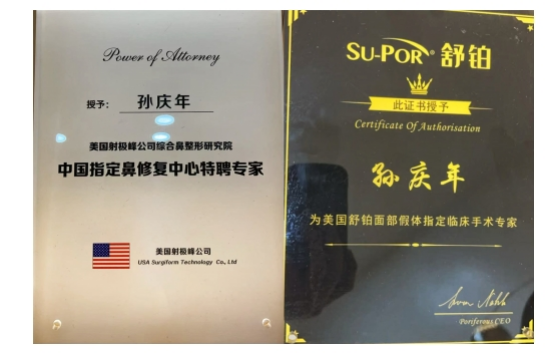 Power of Attorney
授予： 孙庆年
美国射极峰公司综合鼻整形研究院
中国指定鼻修复中心特聘专家
美国射极峰公司
USA Surgiform Technology Co., Ltd
SU-POR 舒铂
此证书授予
Certificate Of Authorisation
孙庆年
为美国舒铂面部假体指定临床手术专家
Poriferous CEO